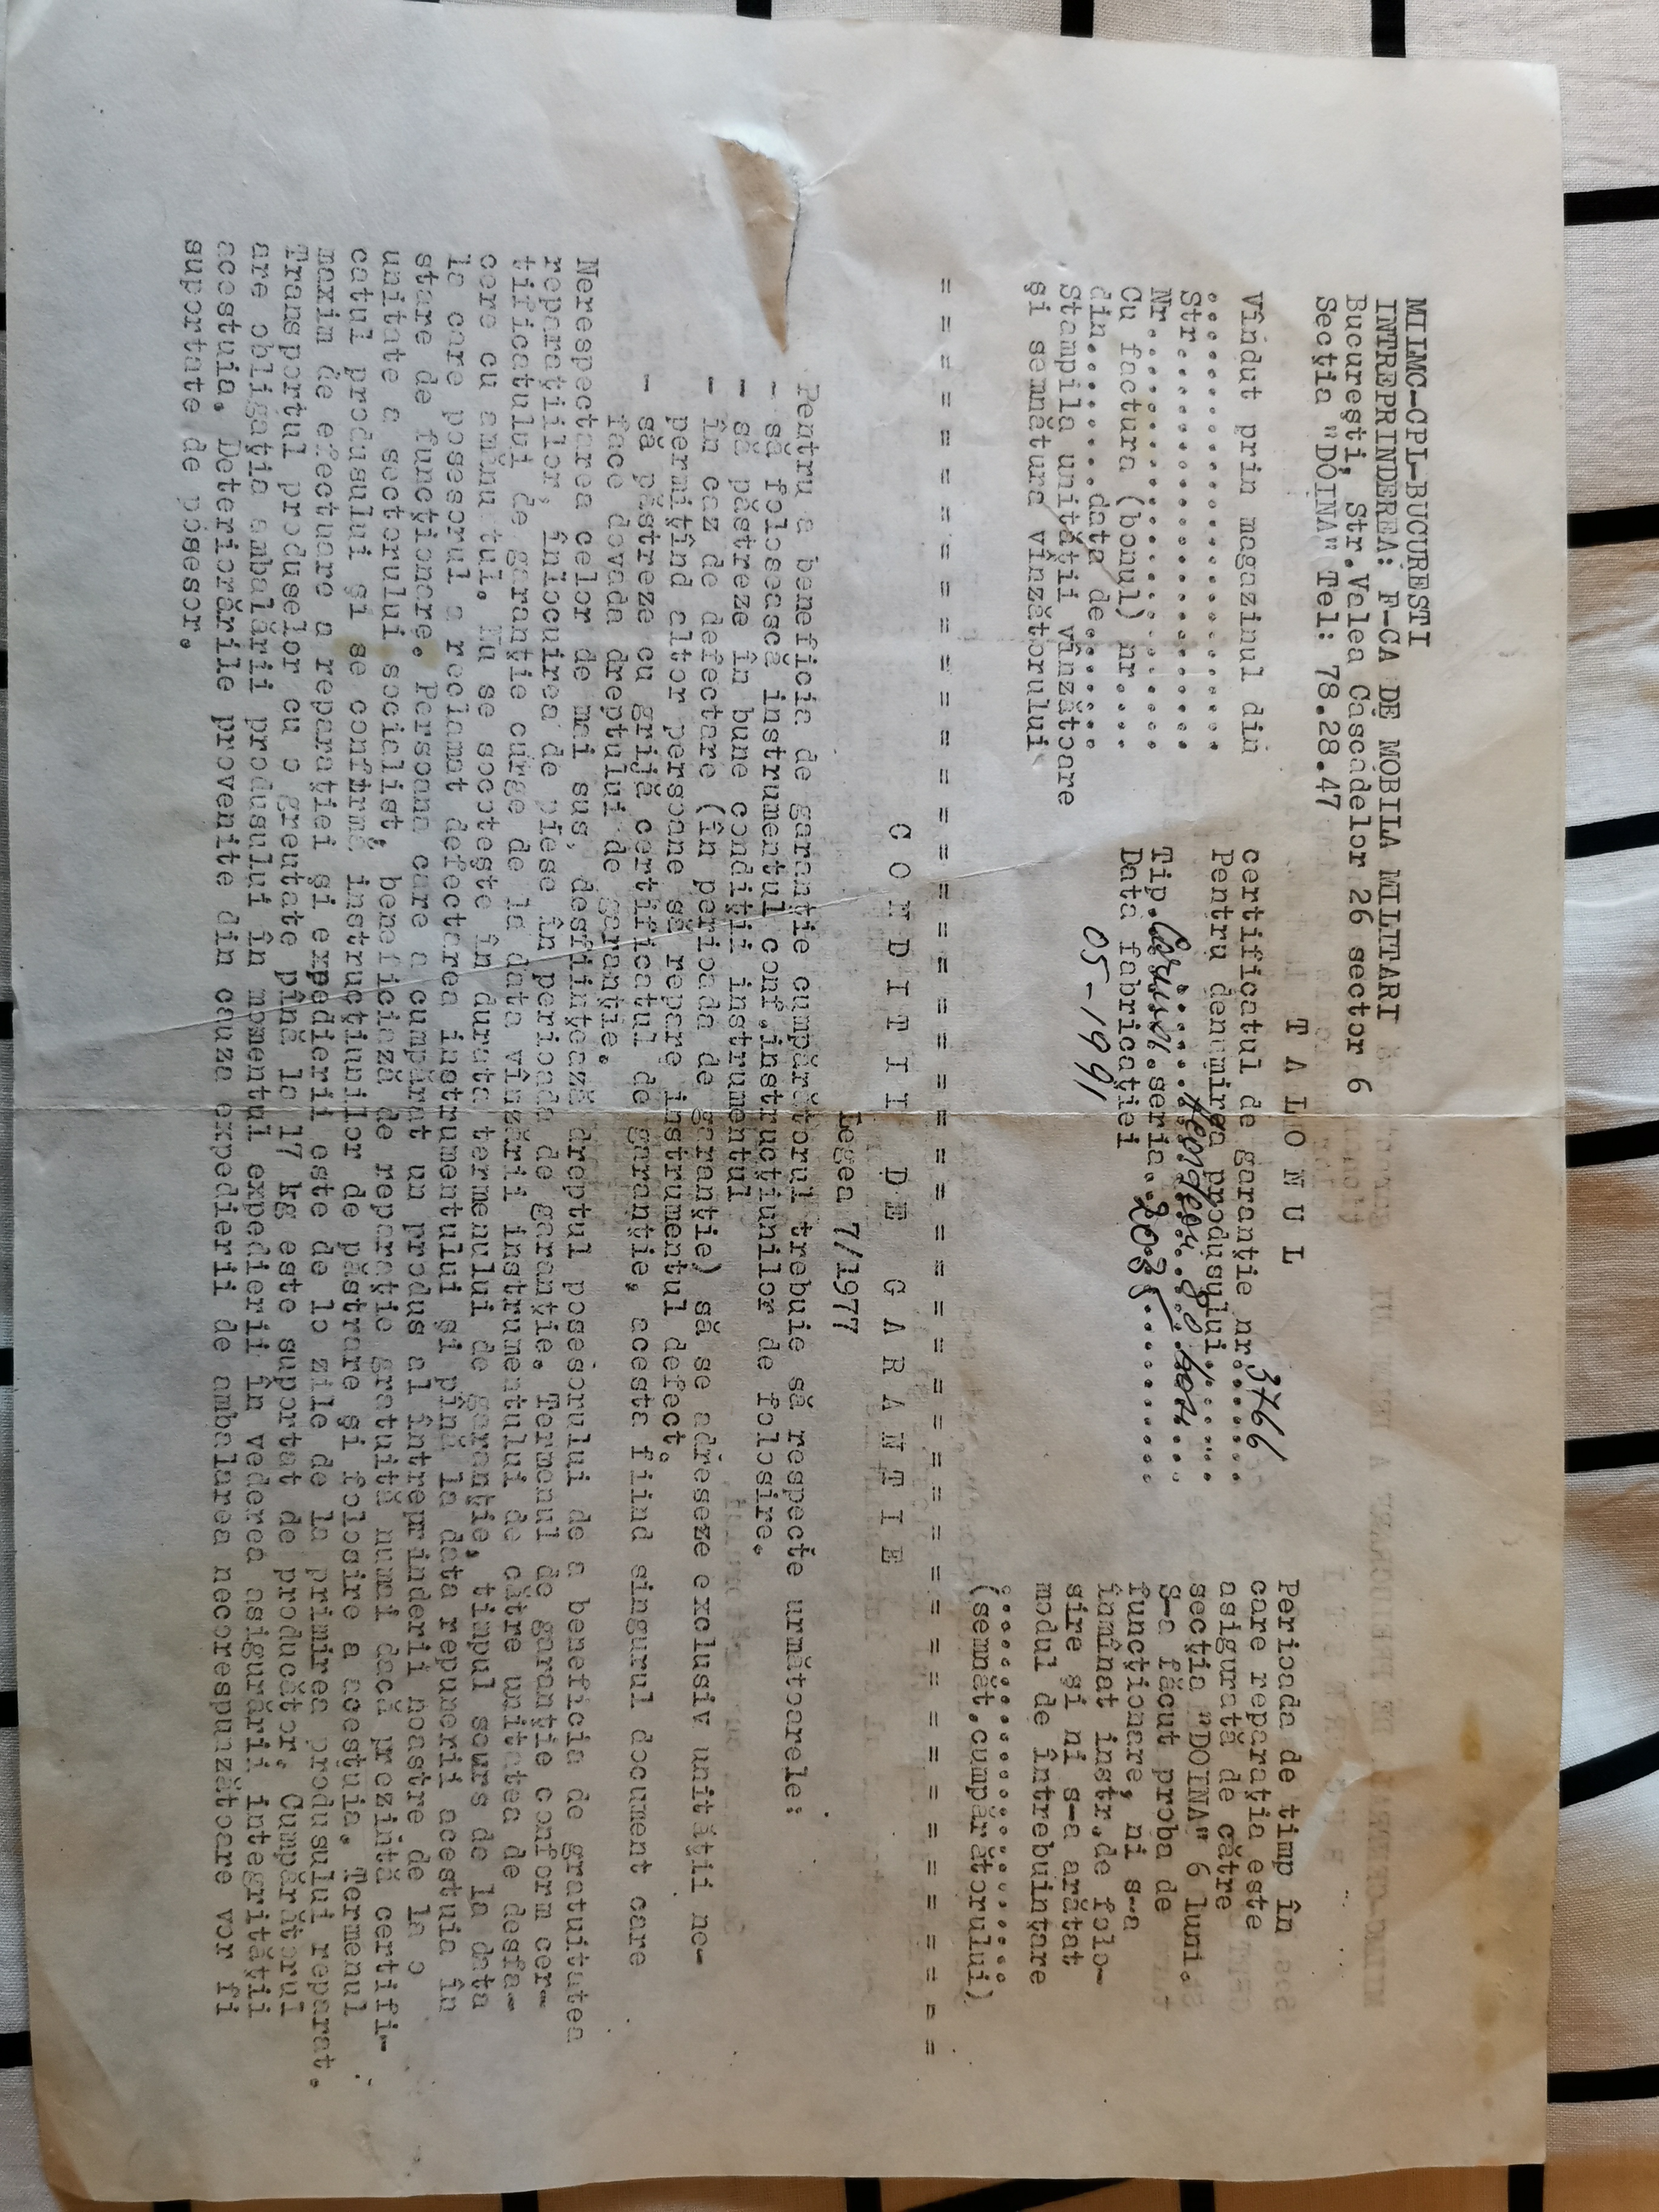 MIIMC-CPL-BUCURESTI
INTREPRINDEREA: F-CA DE MOBILA MILITARI
Bucureşti, Str.Valea Cascadelor 26 sector 6
Secţia "DOINA" Tel: 78.28.47
Vîndut prin magazinul din
..............................
Str...........................
Nr............................
Cu factura (bonul) nr....
din.......data de.......
Stampila unităţii vînzătoare
şi semnătura vînzătorului
T A L O N U L
certificatul de garanţie nr.3466
Pentru denumirea produsului......
Tip. seria..2085..........
Data fabricaţiei
05-1991
Perioada de timp în
care reparaţia este
asigurată de către
secţia "DOINA" 6 luni.
S-a făcut proba de
funcţionare, ni s-a
înmînat instr.de folo-
sire şi ni s-a arătat
modul de întrebuinţare
..............................
(semnăt.cumpărătorului)
= = = = = = = = = = = = = = = = = = = = = = = = = = = = = = = = = =
C O N D I T I I D E G A R A N T I E
Legea 7/1977
Pentru a beneficia de garanţie cumpărătorul trebuie să respecte următoarele:
- să folosească instrumentul conf.instrucţiunilor de folosire.
- să păstreze în bune condiţii instrumentul
- în caz de defectare (în perioada de garanţie) să se adreseze exclusiv unităţii ne-
permiţînd altor persoane să repare instrumentul defect.
- să păstreze cu grijă certificatul de garanţie, acesta fiind singurul document care
face dovada dreptului de garanţie.
Nerespectarea celor de mai sus, desfiinţează dreptul posesorului de a beneficia de gratuitatea
reparaţiilor, înlocuirea de piese în perioada de garanţie. Termenul de garanţie conform cer-
tificatului de garanţie curge de la data vînzării instrumentului de către unitatea de desfa-
cere cu amănuntul. Nu se socoteşte în durata termenului de garanţie, timpul scurs de la data
la care posesorul a reclamat defectarea instrumentului şi pînă la data repunerii acestuia în
stare de funcţionare. Persoana care a cumpărat un produs al întreprinderii noastre de la o
unitate a sectorului socialist, beneficiază de reparaţie gratuită numai dacă prezintă certifi-
catul produsului şi se confirmă instrucţiunilor de păstrare şi folosire a acestuia. Termenul
maxim de efectuare a reparaţiei şi expedierii este de lo zile de la primirea produsului reparat.
Transportul produselor cu o greutate pînă la 17 kg este suportat de producător. Cumpărătorul
are obligaţia ambalării produsului în momentul expedierii în vederea asigurării integrităţii
acestuia. Deteriorările provenite din cauza expedierii de ambalarea necorespunzătoare vor fi
suportate de posesor.